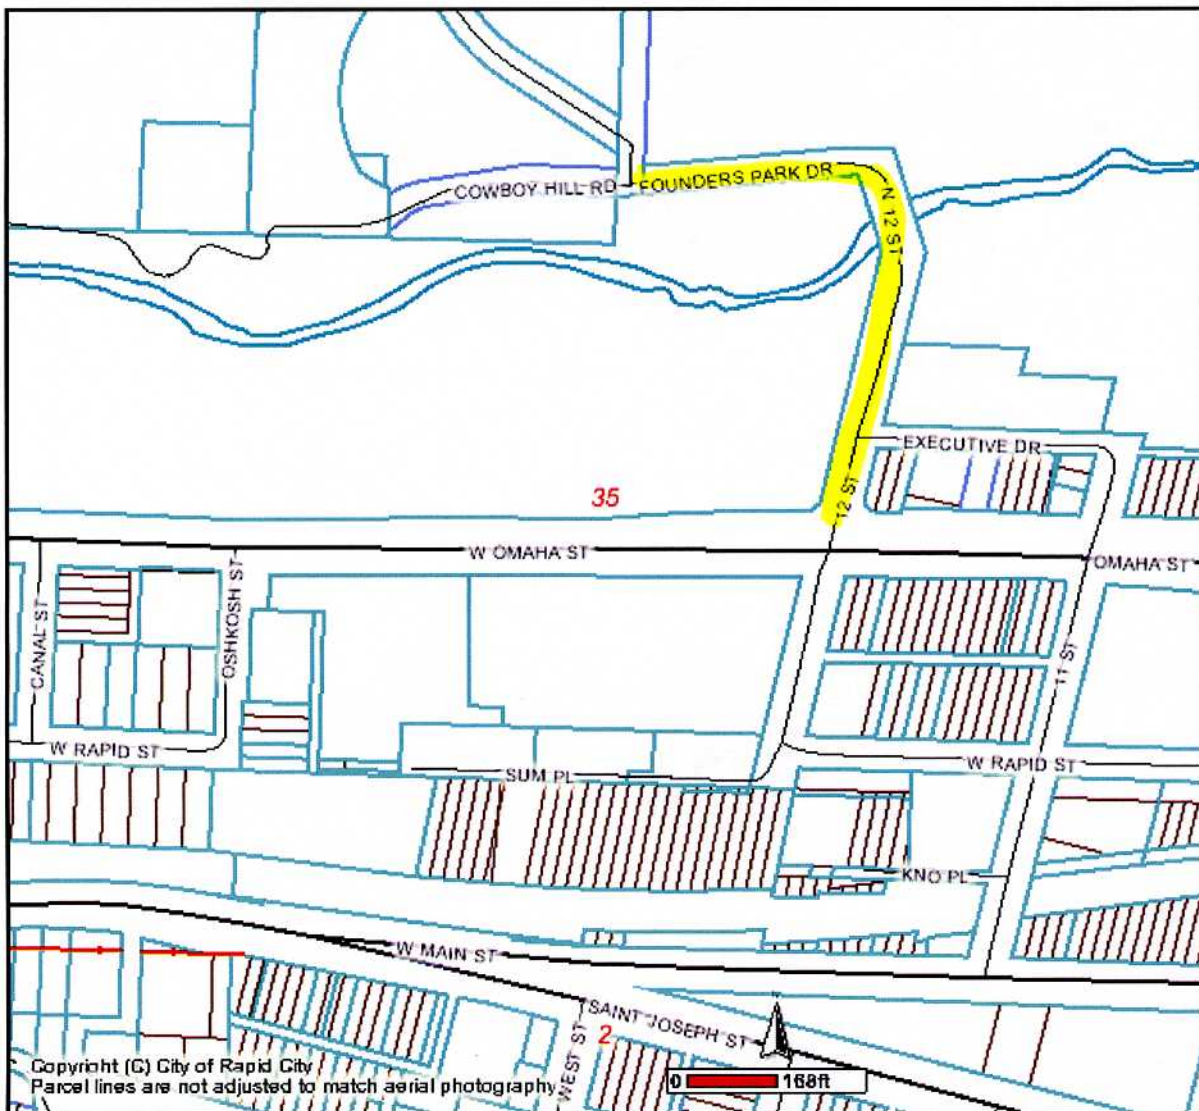 COWBOY HILL RD
FOUNDERS PARK DR
N 12 ST
EXECUTIVE DR
35
12 ST
W OMAHA ST
OMAHA ST
CANAL ST
OSHKOSH ST
11 ST
W RAPID ST
SUM PL
W RAPID ST
KNO PL
W MAIN ST
SAINT JOSEPH ST
WEST ST
2
Copyright (C) City of Rapid City
Parcel lines are not adjusted to match aerial photography
0 168ft